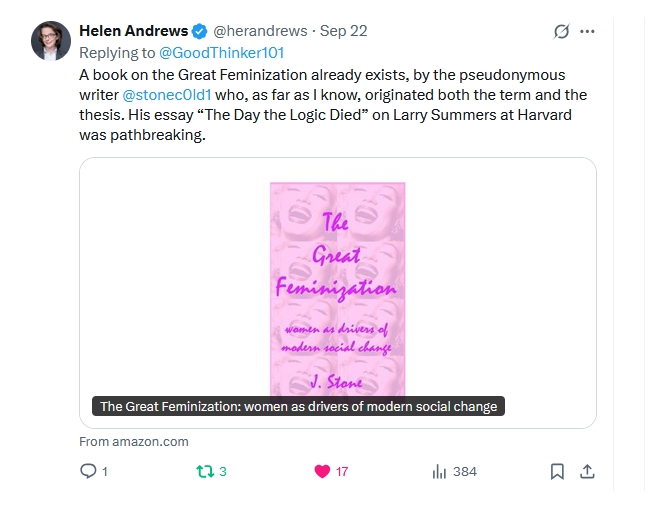 Helen Andrews @herandrews · Sep 22
Replying to @GoodThinker101
A book on the Great Feminization already exists, by the pseudonymous
writer @stonec0ld1 who, as far as I know, originated both the term and the
thesis. His essay “The Day the Logic Died” on Larry Summers at Harvard
was pathbreaking.
The
Great
Feminization
women as drivers of
modern social change
J. Stone
The Great Feminization: women as drivers of modern social change
From amazon.com
1
3
17
384